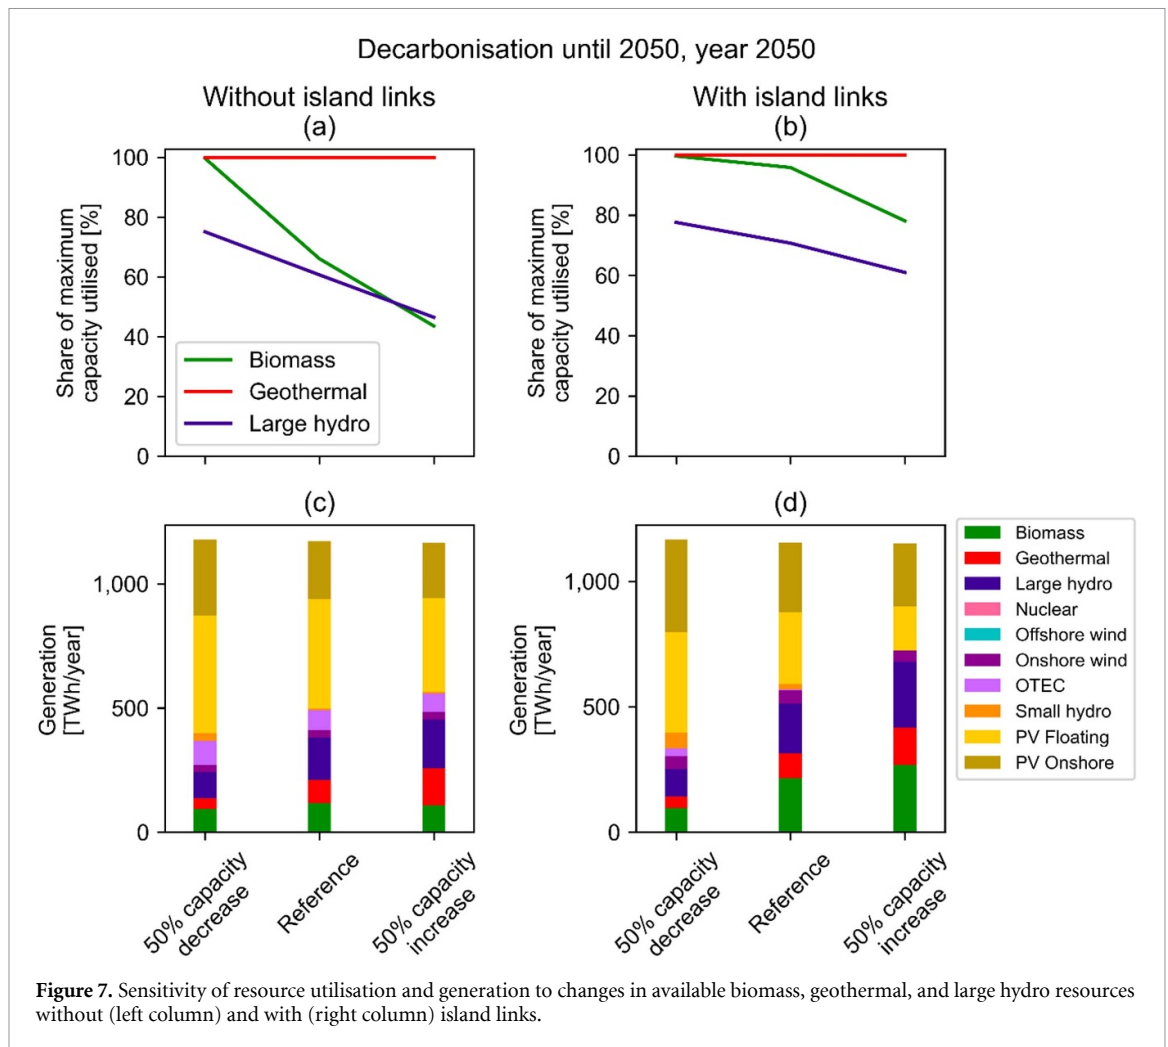 Decarbonisation until 2050, year 2050
Without island links
(a)
With island links
(b)
Share of maximum
capacity utilised [%]
100
80
60
40
20
0
Biomass
Geothermal
Large hydro
Share of maximum
capacity utilised [%]
100
80
60
40
20
0
(c)
(d)
Generation
[TWh/year]
1,000
500
0
50% capacity
decrease
Reference
50% capacity
increase
Generation
[TWh/year]
1,000
500
0
50% capacity
decrease
Reference
50% capacity
increase
Biomass
Geothermal
Large hydro
Nuclear
Offshore wind
Onshore wind
OTEC
Small hydro
PV Floating
PV Onshore
Figure 7. Sensitivity of resource utilisation and generation to changes in available biomass, geothermal, and large hydro resources
without (left column) and with (right column) island links.